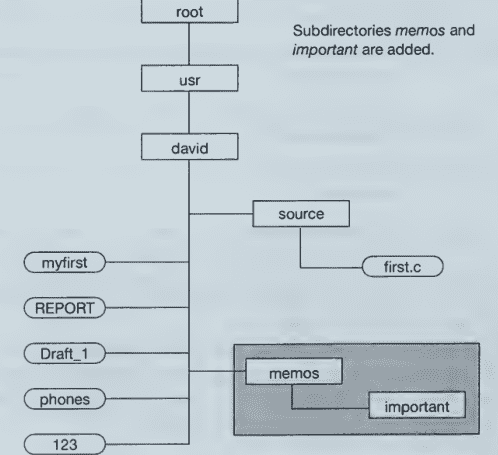 root
Subdirectories memos and
important are added.
usr
david
source
myfirst
first.c
REPORT
Draft_1
memos
phones
important
123